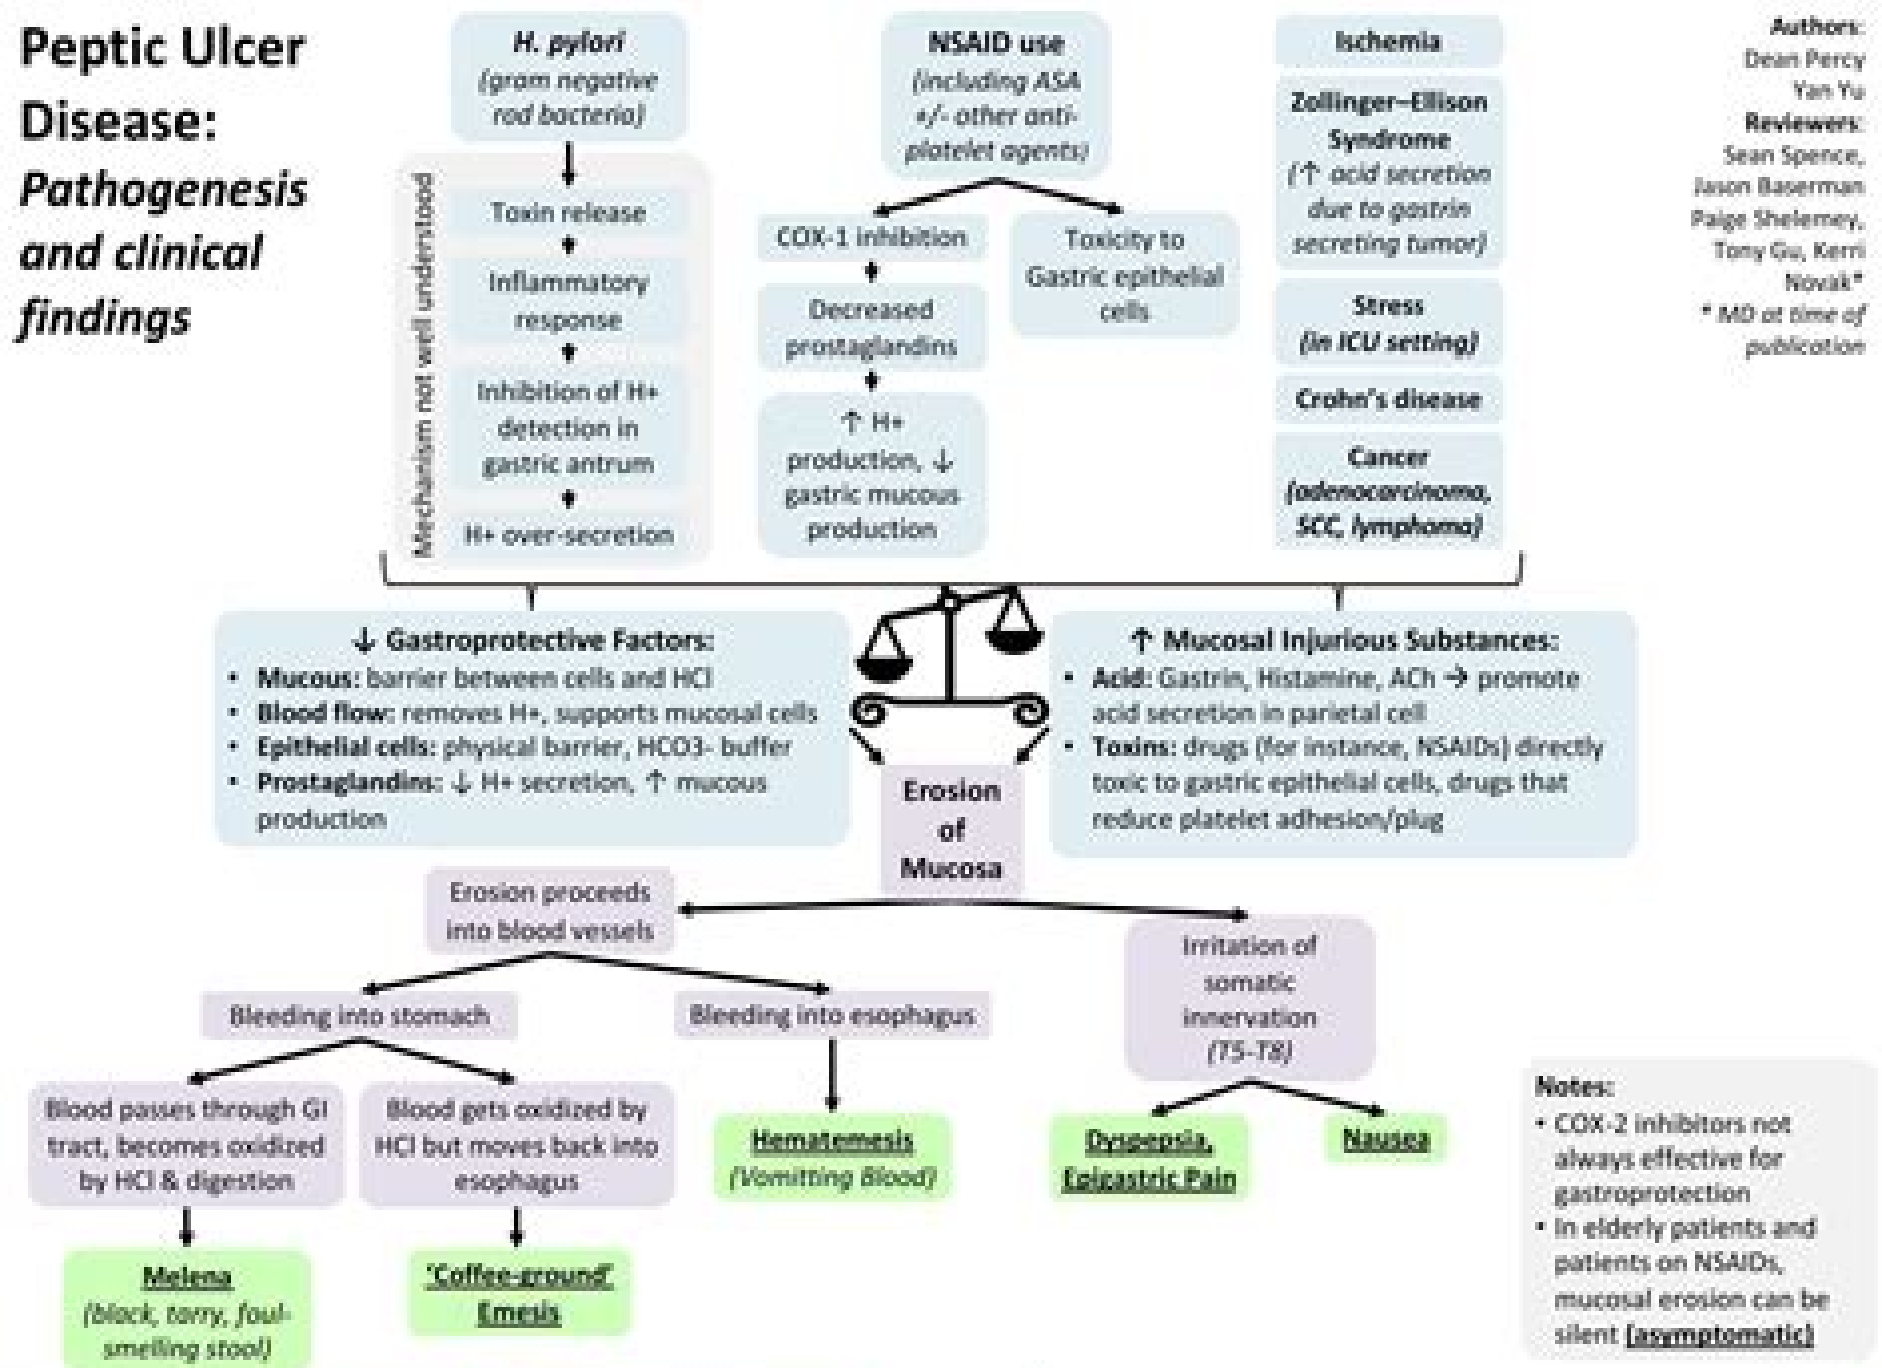 Peptic Ulcer
Disease:
Pathogenesis
and clinical
findings
H. pylori
(gram negative
rod bacteria)
Mechanism not well understood
Toxin release
Inflammatory
response
Inhibition of H+
detection in
gastric antrum
H+ over-secretion
NSAID use
(including ASA
+/- other anti-
platelet agents)
COX-1 inhibition
Decreased
prostaglandins
↑ H+
production, ↓
gastric mucous
production
Toxicity to
Gastric epithelial
cells
Ischemia
Zollinger–Ellison
Syndrome
(↑ acid secretion
due to gastrin
secreting tumor)
Stress
(in ICU setting)
Crohn's disease
Cancer
(adenocarcinoma,
SCC, lymphoma)
Authors:
Dean Percy
Yan Yu
Reviewers:
Sean Spence,
Jason Baserman
Paige Shelemey,
Tony Gu, Kerri
Novak*
* MD at time of
publication
↓ Gastroprotective Factors:
• Mucous: barrier between cells and HCl
• Blood flow: removes H+, supports mucosal cells
• Epithelial cells: physical barrier, HCO3- buffer
• Prostaglandins: ↓ H+ secretion, ↑ mucous
production
↑ Mucosal Injurious Substances:
• Acid: Gastrin, Histamine, ACh → promote
acid secretion in parietal cell
• Toxins: drugs (for instance, NSAIDs) directly
toxic to gastric epithelial cells, drugs that
reduce platelet adhesion/plug
Erosion
of
Mucosa
Erosion proceeds
into blood vessels
Irritation of
somatic
innervation
(T5-T8)
Bleeding into stomach
Bleeding into esophagus
Blood passes through GI
tract, becomes oxidized
by HCl & digestion
Blood gets oxidized by
HCl but moves back into
esophagus
Hematemesis
(Vomitting Blood)
Dyspepsia,
Epigastric Pain
Nausea
Melena
(black, tarry, foul-
smelling stool)
'Coffee-ground'
Emesis
Notes:
• COX-2 inhibitors not
always effective for
gastroprotection
• In elderly patients and
patients on NSAIDs,
mucosal erosion can be
silent (asymptomatic)